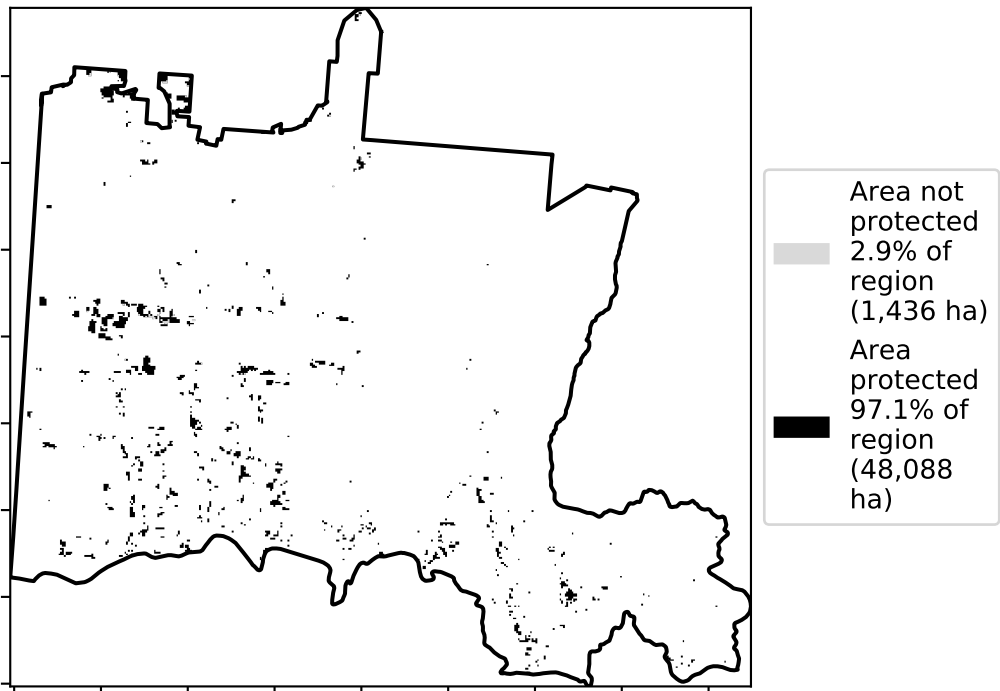 Area not
protected
2.9% of
region
(1,436 ha)
Area
protected
97.1% of
region
(48,088
ha)